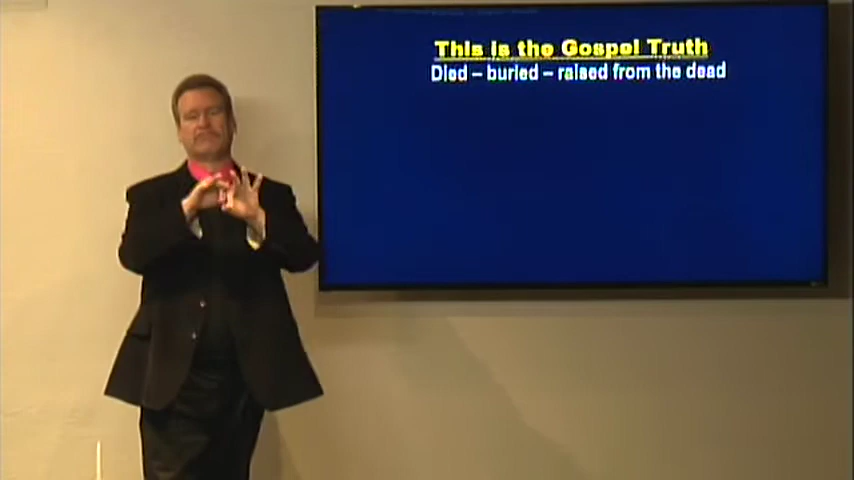 This is the Gospel Truth
Died – buried – raised from the dead